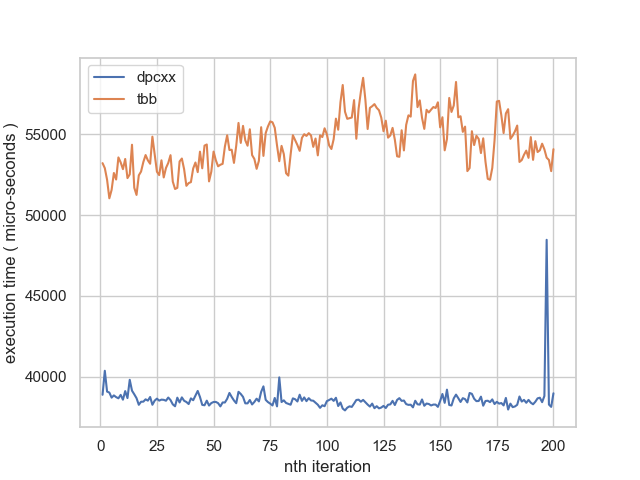 dpcxx
tbb
55000
50000
45000
40000
execution time ( micro-seconds )
0 25 50 75 100 125 150 175 200
nth iteration